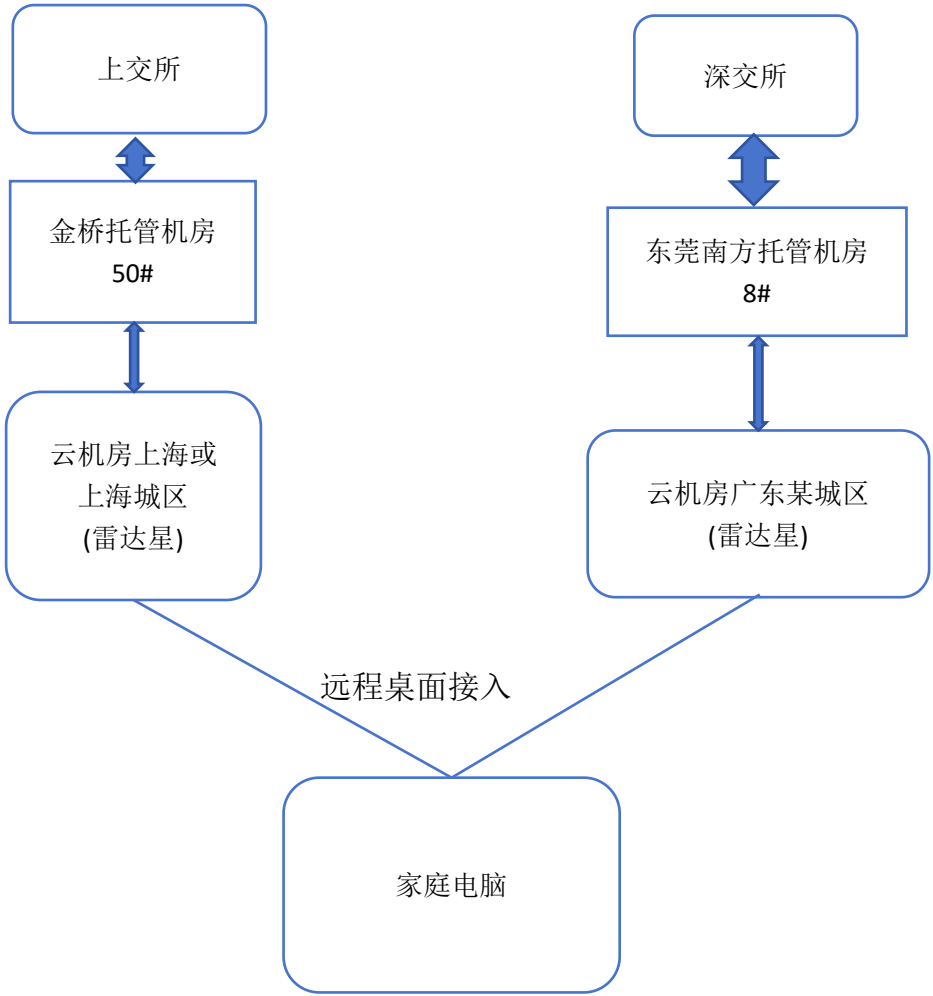 上交所
深交所
金桥托管机房
50#
东莞南方托管机房
8#
云机房上海或
上海城区
(雷达星)
云机房广东某城区
(雷达星)
远程桌面接入
家庭电脑